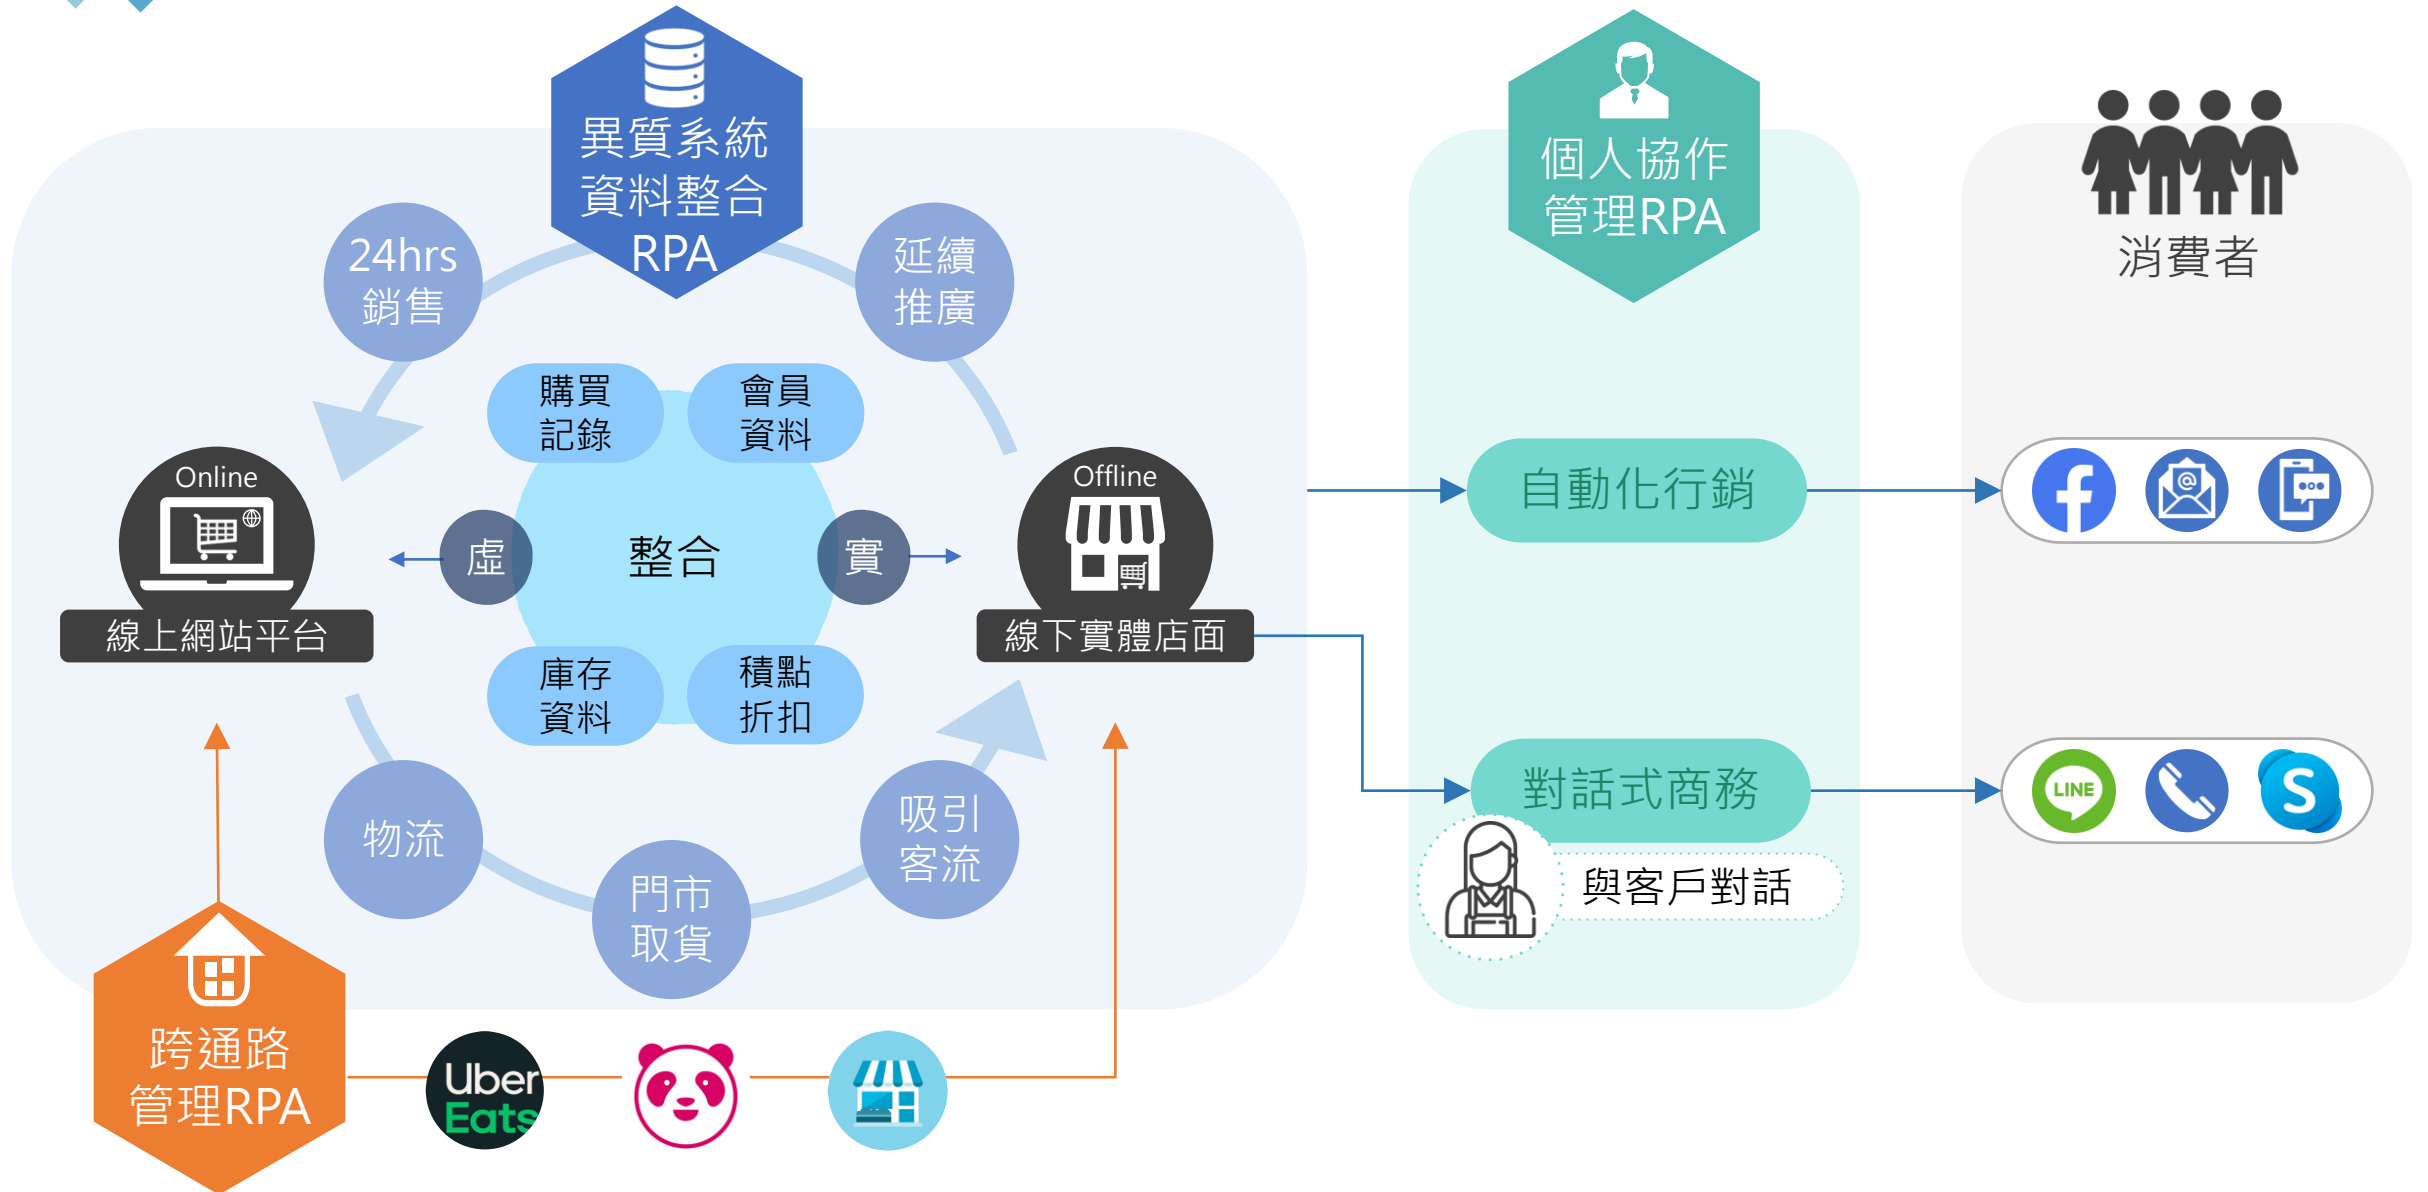 異質系統
資料整合
RPA
24hrs
銷售
延續
推廣
購買
記錄
會員
資料
Online
線上網站平台
虛
整合
實
Offline
線下實體店面
庫存
資料
積點
折扣
物流
門市
取貨
吸引
客流
跨通路
管理RPA
Uber
Eats
個人協作
管理RPA
自動化行銷
對話式商務
與客戶對話
消費者
LINE
S